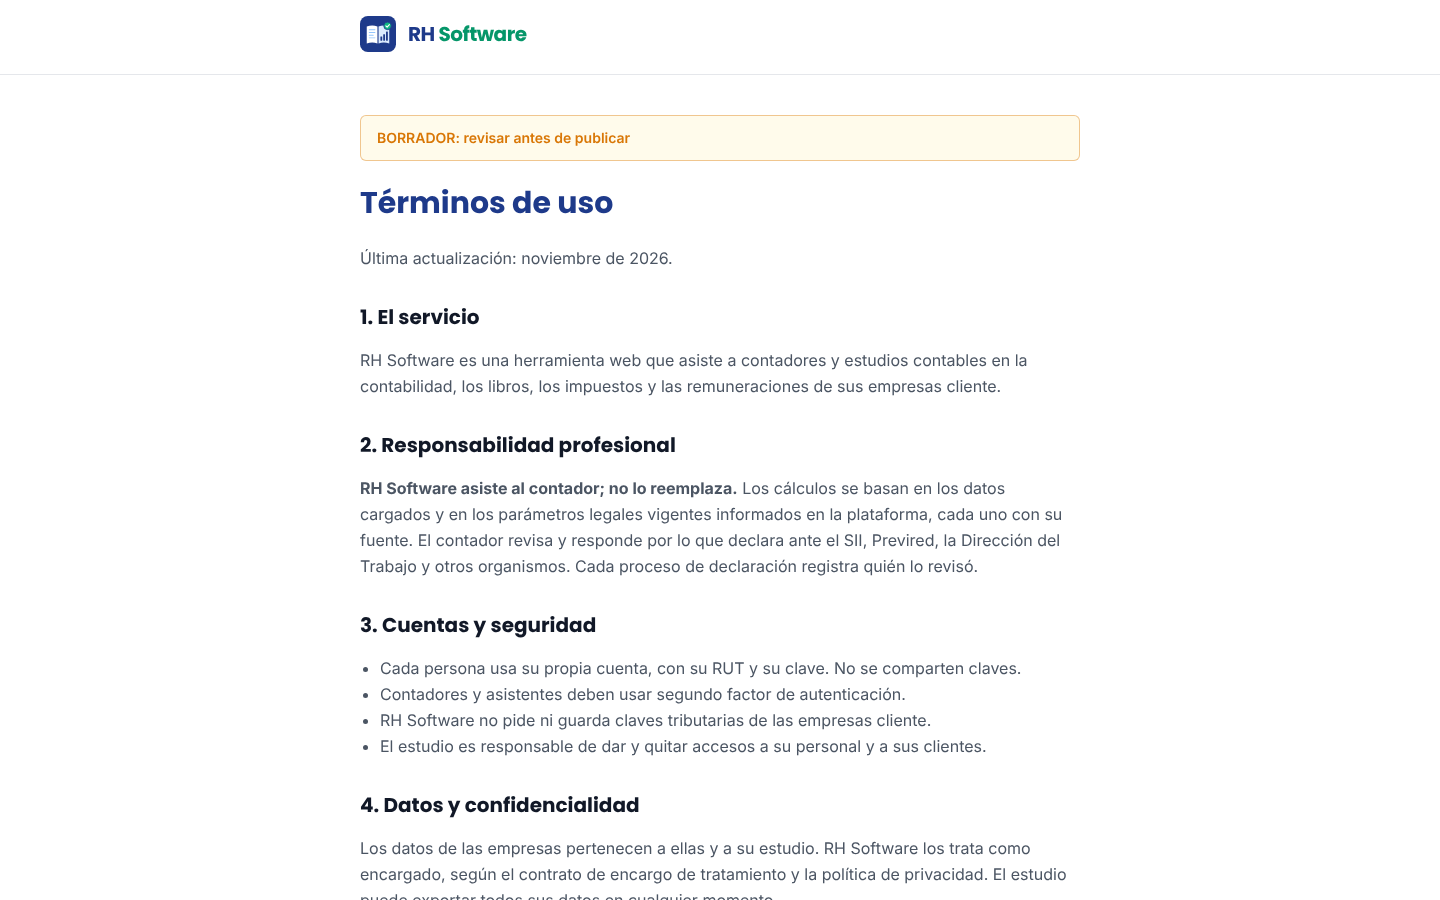 RH Software
BORRADOR: revisar antes de publicar
Términos de uso
Última actualización: noviembre de 2026.
1. El servicio
RH Software es una herramienta web que asiste a contadores y estudios contables en la
contabilidad, los libros, los impuestos y las remuneraciones de sus empresas cliente.
2. Responsabilidad profesional
RH Software asiste al contador; no lo reemplaza. Los cálculos se basan en los datos
cargados y en los parámetros legales vigentes informados en la plataforma, cada uno con su
fuente. El contador revisa y responde por lo que declara ante el SII, Previred, la Dirección del
Trabajo y otros organismos. Cada proceso de declaración registra quién lo revisó.
3. Cuentas y seguridad
• Cada persona usa su propia cuenta, con su RUT y su clave. No se comparten claves.
• Contadores y asistentes deben usar segundo factor de autenticación.
• RH Software no pide ni guarda claves tributarias de las empresas cliente.
• El estudio es responsable de dar y quitar accesos a su personal y a sus clientes.
4. Datos y confidencialidad
Los datos de las empresas pertenecen a ellas y a su estudio. RH Software los trata como
encargado, según el contrato de encargo de tratamiento y la política de privacidad. El estudio
puede exportar todos sus datos en cualquier momento.